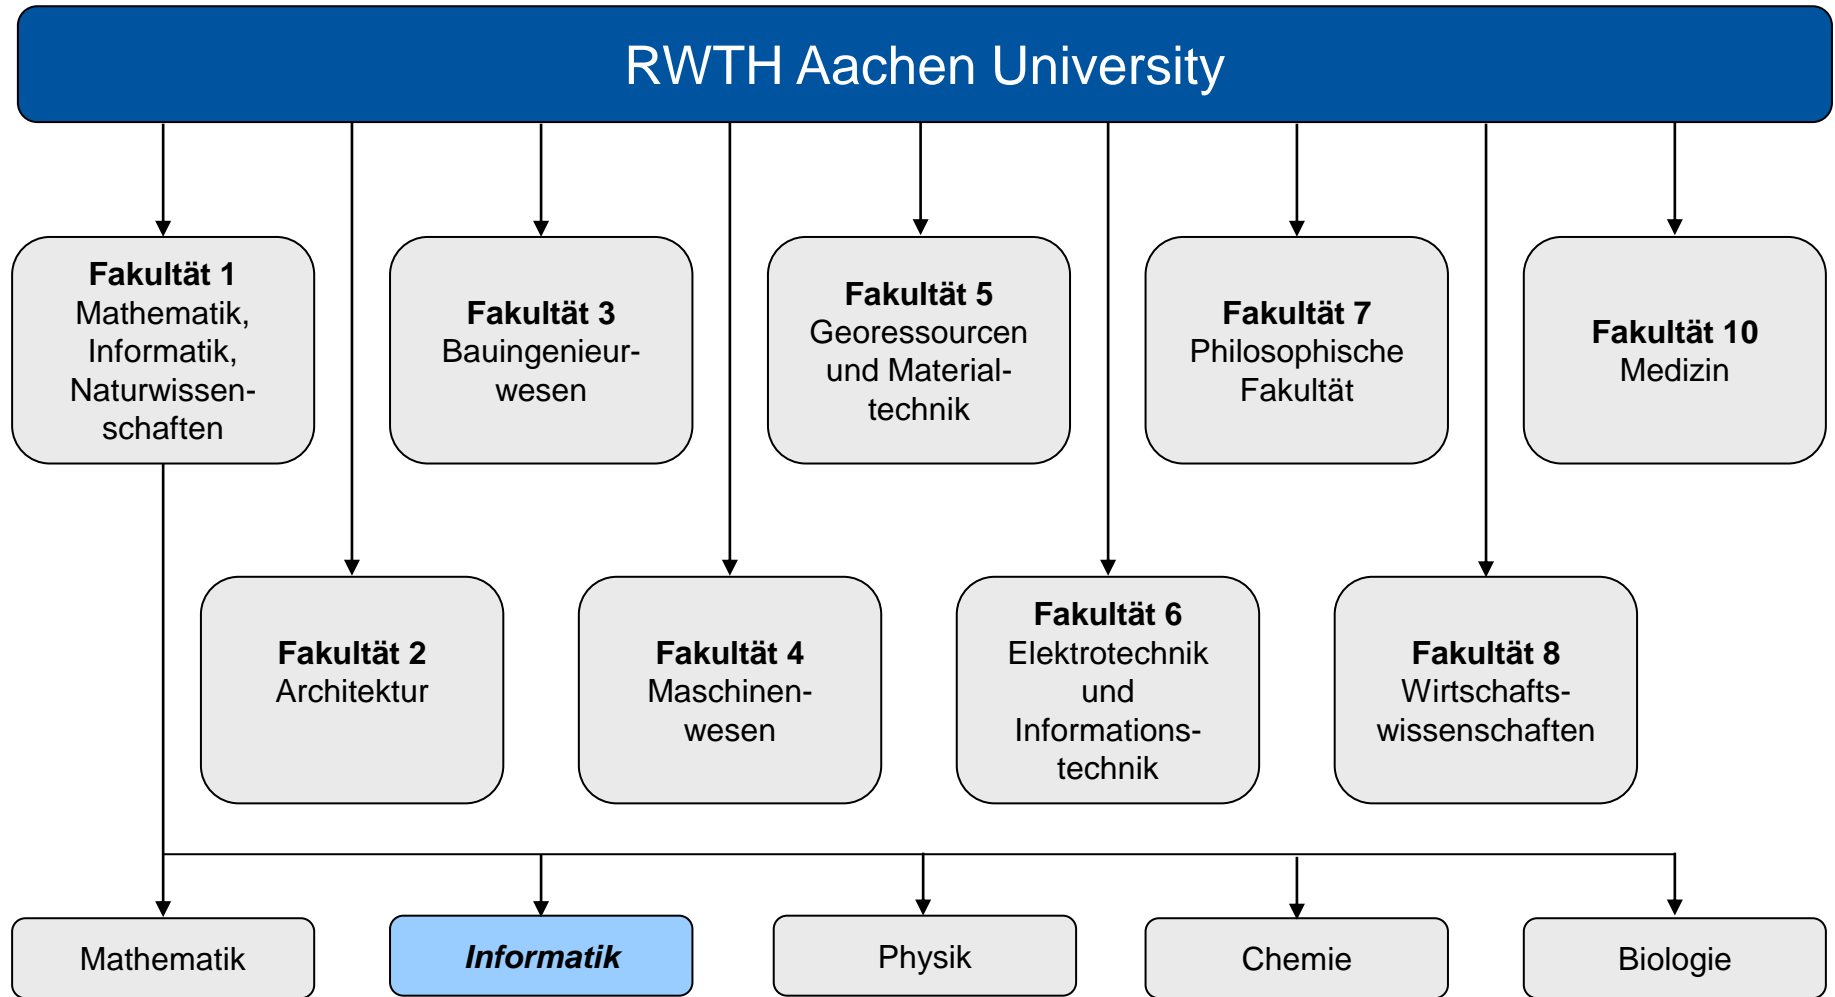 RWTH Aachen University
Fakultät 1
Mathematik,
Informatik,
Naturwissen-
schaften
Fakultät 3
Bauingenieur-
wesen
Fakultät 5
Georessourcen
und Material-
technik
Fakultät 7
Philosophische
Fakultät
Fakultät 10
Medizin
Fakultät 2
Architektur
Fakultät 4
Maschinen-
wesen
Fakultät 6
Elektrotechnik
und
Informations-
technik
Fakultät 8
Wirtschafts-
wissenschaften
Mathematik
Informatik
Physik
Chemie
Biologie